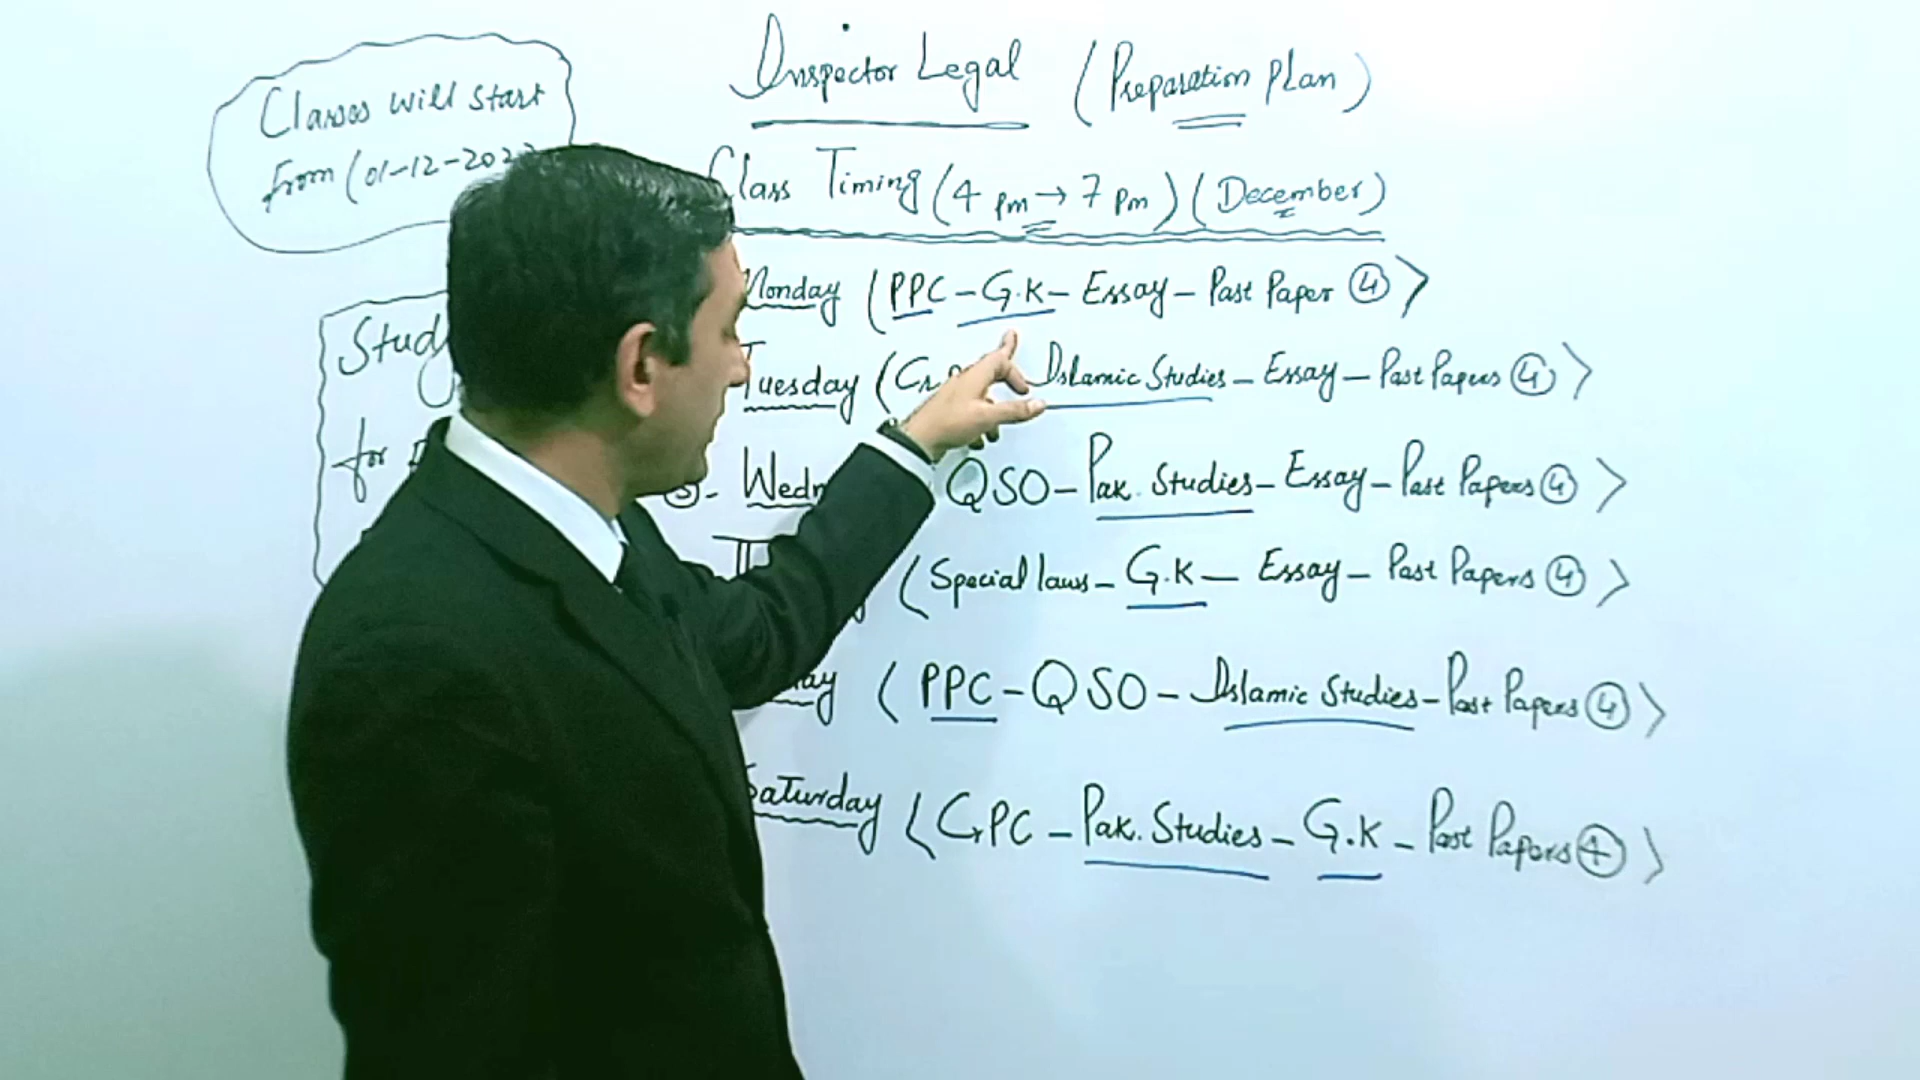 Inspector Legal (Preparation Plan)
Classes will start
from (01-12-202
Class Timing (4 pm → 7 pm) (December)
Monday (PPC - G.K - Essay - Past Paper 4)
Stud
Tuesday ( Islamic Studies - Essay - Past Papers 4)
for
3 - Wedn QSO - Pak. Studies - Essay - Past Papers 4)
(Special laws - G.K - Essay - Past Papers 4)
(PPC - QSO - Islamic Studies - Past Papers 4)
Saturday (CrPC - Pak. Studies - G.K - Past Papers 4)